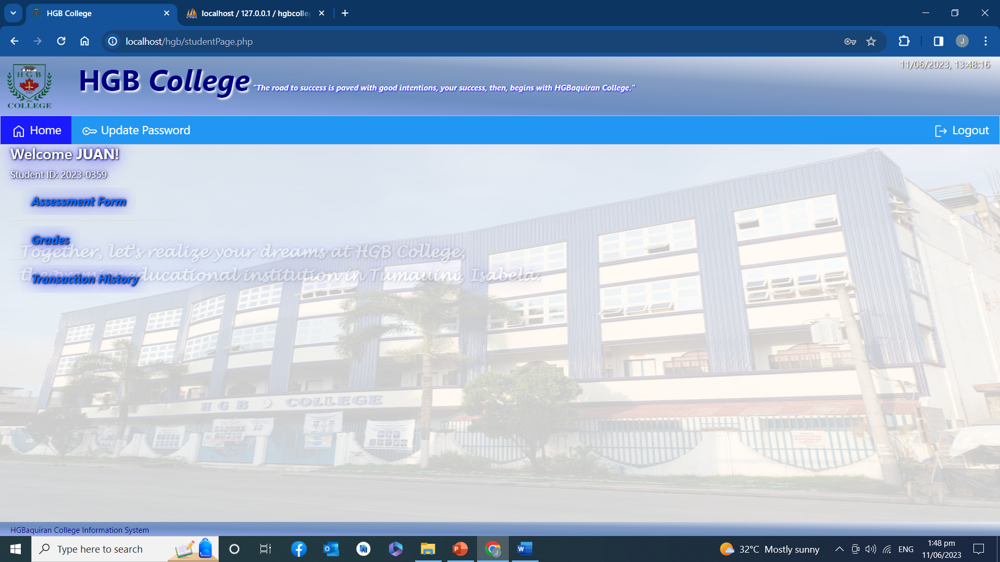 HGB College
localhost / 127.0.0.1 / hgbcolle
localhost/hgb/studentPage.php
J
11/06/2023, 13:48:16
H G B
COLLEGE
HGB College "The road to success is paved with good intentions, your success, then, begins with HGBaquiran College."
Home
Update Password
Logout
Welcome JUAN!
Student ID: 2023-0359
Assessment Form
Grades
Together, let's realize your dreams at HGB College,
the premier educational institution in Tumauini, Isabela.
Transaction History
H G B COLLEGE
HGBaquiran College Information System
Type here to search
32°C Mostly sunny
ENG
1:48 pm
11/06/2023